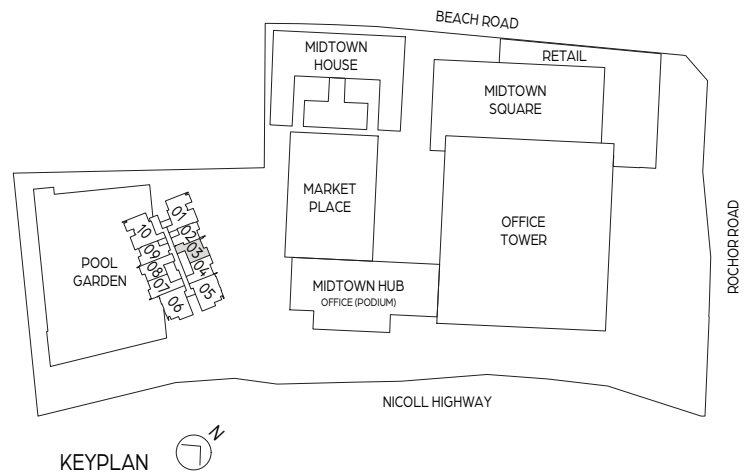 BEACH ROAD
MIDTOWN
HOUSE
RETAIL
MIDTOWN
SQUARE
MARKET
PLACE
OFFICE
TOWER
ROCHOR ROAD
01
02
03
04
05
10
09
08
07
06
POOL
GARDEN
MIDTOWN HUB
OFFICE (PODIUM)
NICOLL HIGHWAY
N
KEYPLAN